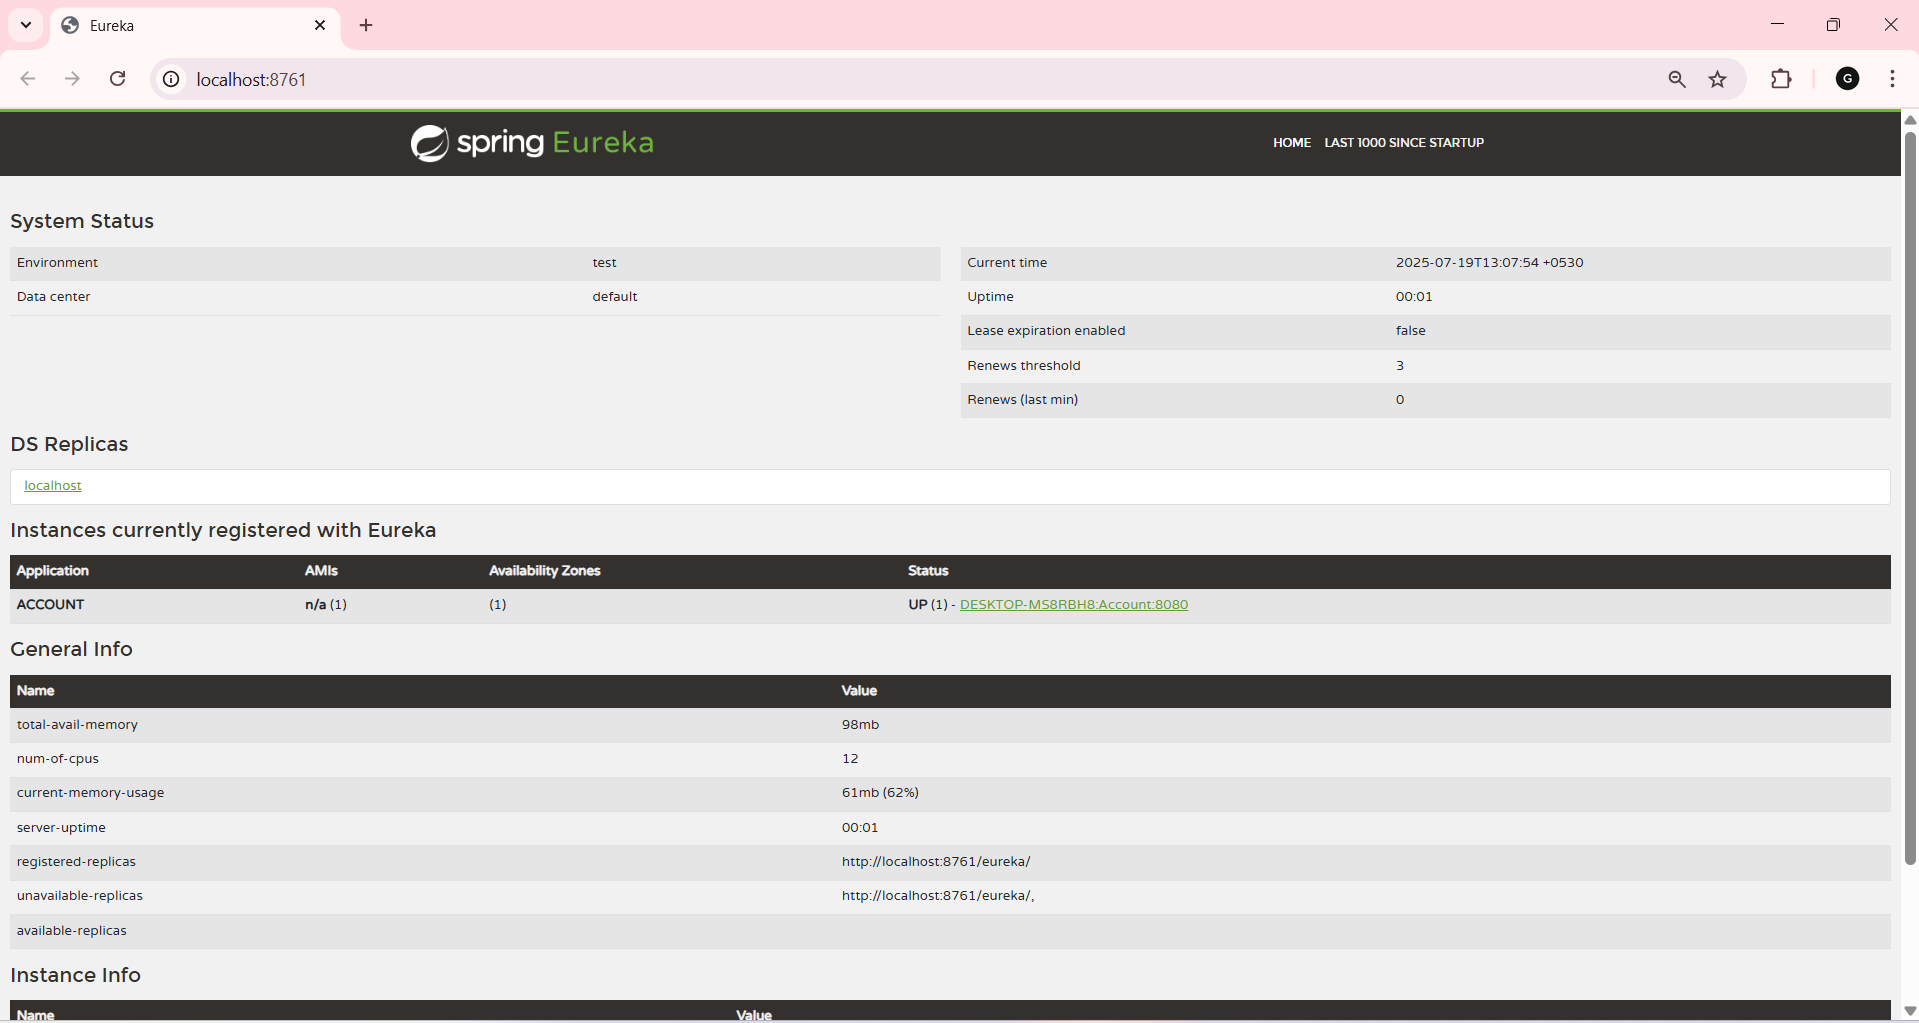 Eureka
localhost:8761
G
spring Eureka
HOME LAST 1000 SINCE STARTUP
System Status
Environment test
Data center default
Current time 2025-07-19T13:07:54 +0530
Uptime 00:01
Lease expiration enabled false
Renews threshold 3
Renews (last min) 0
DS Replicas
localhost
Instances currently registered with Eureka
Application AMIs Availability Zones Status
ACCOUNT n/a (1) (1) UP (1) - DESKTOP-MS8RBH8:Account:8080
General Info
Name Value
total-avail-memory 98mb
num-of-cpus 12
current-memory-usage 61mb (62%)
server-uptime 00:01
registered-replicas http://localhost:8761/eureka/
unavailable-replicas http://localhost:8761/eureka/,
available-replicas
Instance Info
Name Value